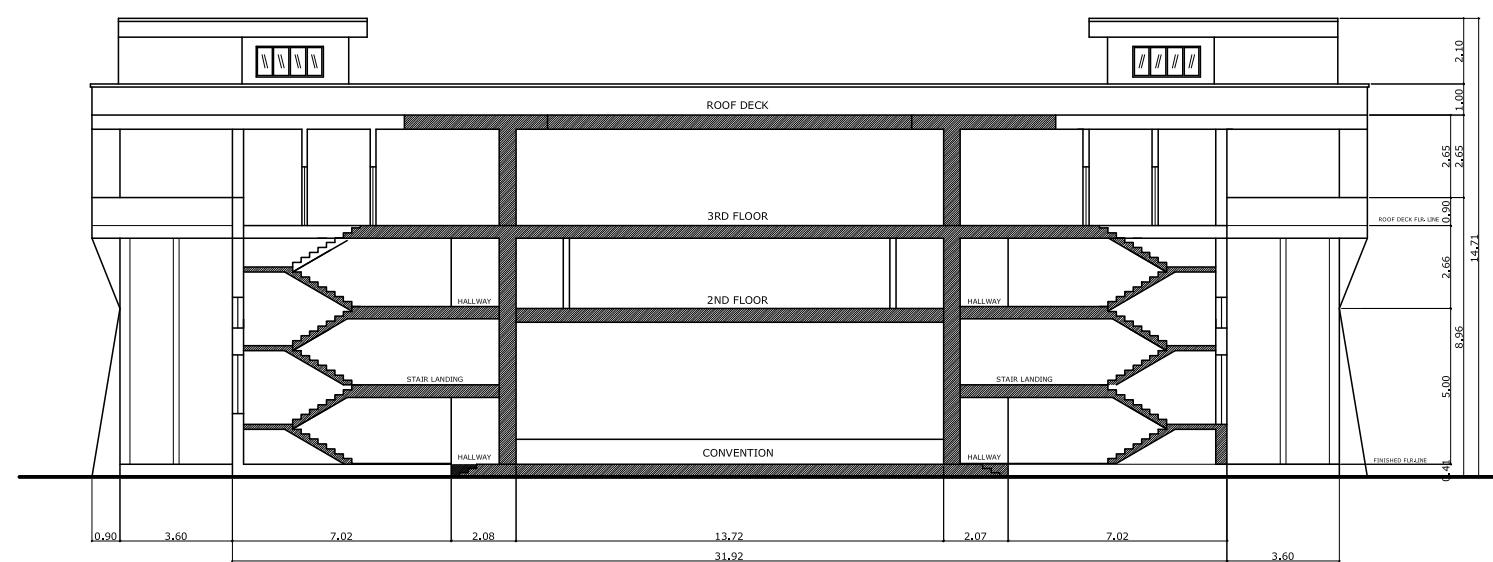 2.10
1.00
ROOF DECK
2.65
2.65
3RD FLOOR
0.90
ROOF DECK FLR. LINE
14.71
2.66
HALLWAY
2ND FLOOR
HALLWAY
8.96
STAIR LANDING
STAIR LANDING
5.00
HALLWAY
CONVENTION
HALLWAY
FINISHED FLR.LINE
0.41
0.90
3.60
7.02
2.08
13.72
2.07
7.02
31.92
3.60